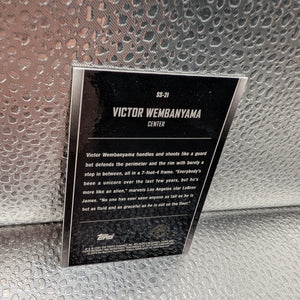 SS-21
VICTOR WEMBANYAMA
CENTER
Victor Wembanyama handles and shoots like a guard
but defends the perimeter and the rim with barely a
step in between, all in a 7-foot-4 frame. "Everybody's
been a unicorn over the last few years, but he's
more like an alien," marvels Los Angeles star LeBron
James. "No one has ever seen anyone as tall as he is
but as fluid and as graceful as he is out on the floor."
Topps